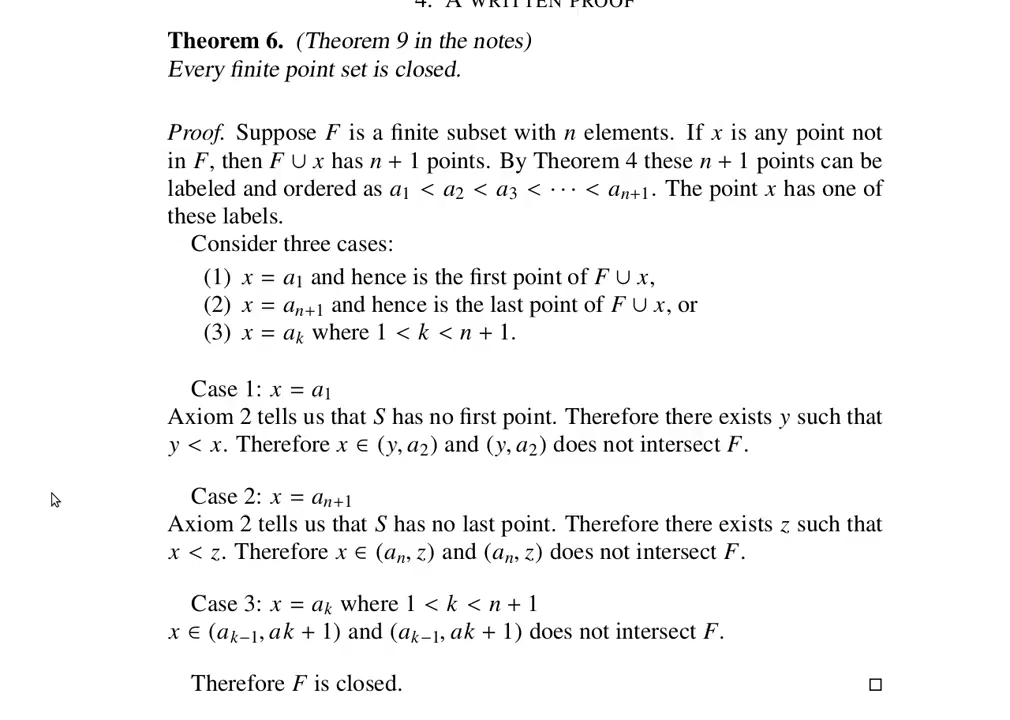 4. A WRITTEN PROOF
Theorem 6. (Theorem 9 in the notes)
Every finite point set is closed.
Proof. Suppose F is a finite subset with n elements. If x is any point not
in F, then F ∪ x has n + 1 points. By Theorem 4 these n + 1 points can be
labeled and ordered as a₁ < a₂ < a₃ < ⋯ < aₙ₊₁. The point x has one of
these labels.
Consider three cases:
(1) x = a₁ and hence is the first point of F ∪ x,
(2) x = aₙ₊₁ and hence is the last point of F ∪ x, or
(3) x = aₖ where 1 < k < n + 1.
Case 1: x = a₁
Axiom 2 tells us that S has no first point. Therefore there exists y such that
y < x. Therefore x ∈ (y, a₂) and (y, a₂) does not intersect F.
Case 2: x = aₙ₊₁
Axiom 2 tells us that S has no last point. Therefore there exists z such that
x < z. Therefore x ∈ (aₙ, z) and (aₙ, z) does not intersect F.
Case 3: x = aₖ where 1 < k < n + 1
x ∈ (aₖ₋₁, ak + 1) and (aₖ₋₁, ak + 1) does not intersect F.
Therefore F is closed. □